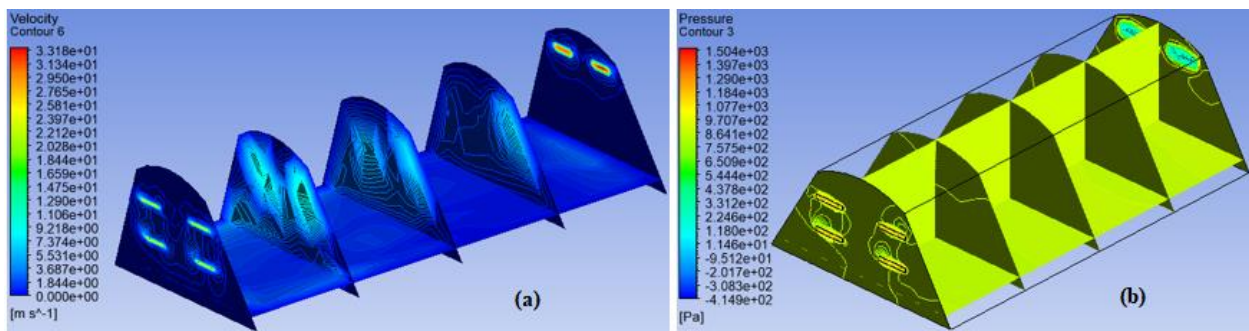 Velocity
Contour 6
3.318e+01
3.134e+01
2.950e+01
2.765e+01
2.581e+01
2.397e+01
2.212e+01
2.028e+01
1.844e+01
1.659e+01
1.475e+01
1.290e+01
1.106e+01
9.218e+00
7.374e+00
5.531e+00
3.687e+00
1.844e+00
0.000e+00
[m s^-1]
(a)
Pressure
Contour 3
1.504e+03
1.397e+03
1.290e+03
1.184e+03
1.077e+03
9.707e+02
8.641e+02
7.575e+02
6.509e+02
5.444e+02
4.378e+02
3.312e+02
2.246e+02
1.180e+02
1.146e+01
-9.512e+01
-2.017e+02
-3.083e+02
-4.149e+02
[Pa]
(b)